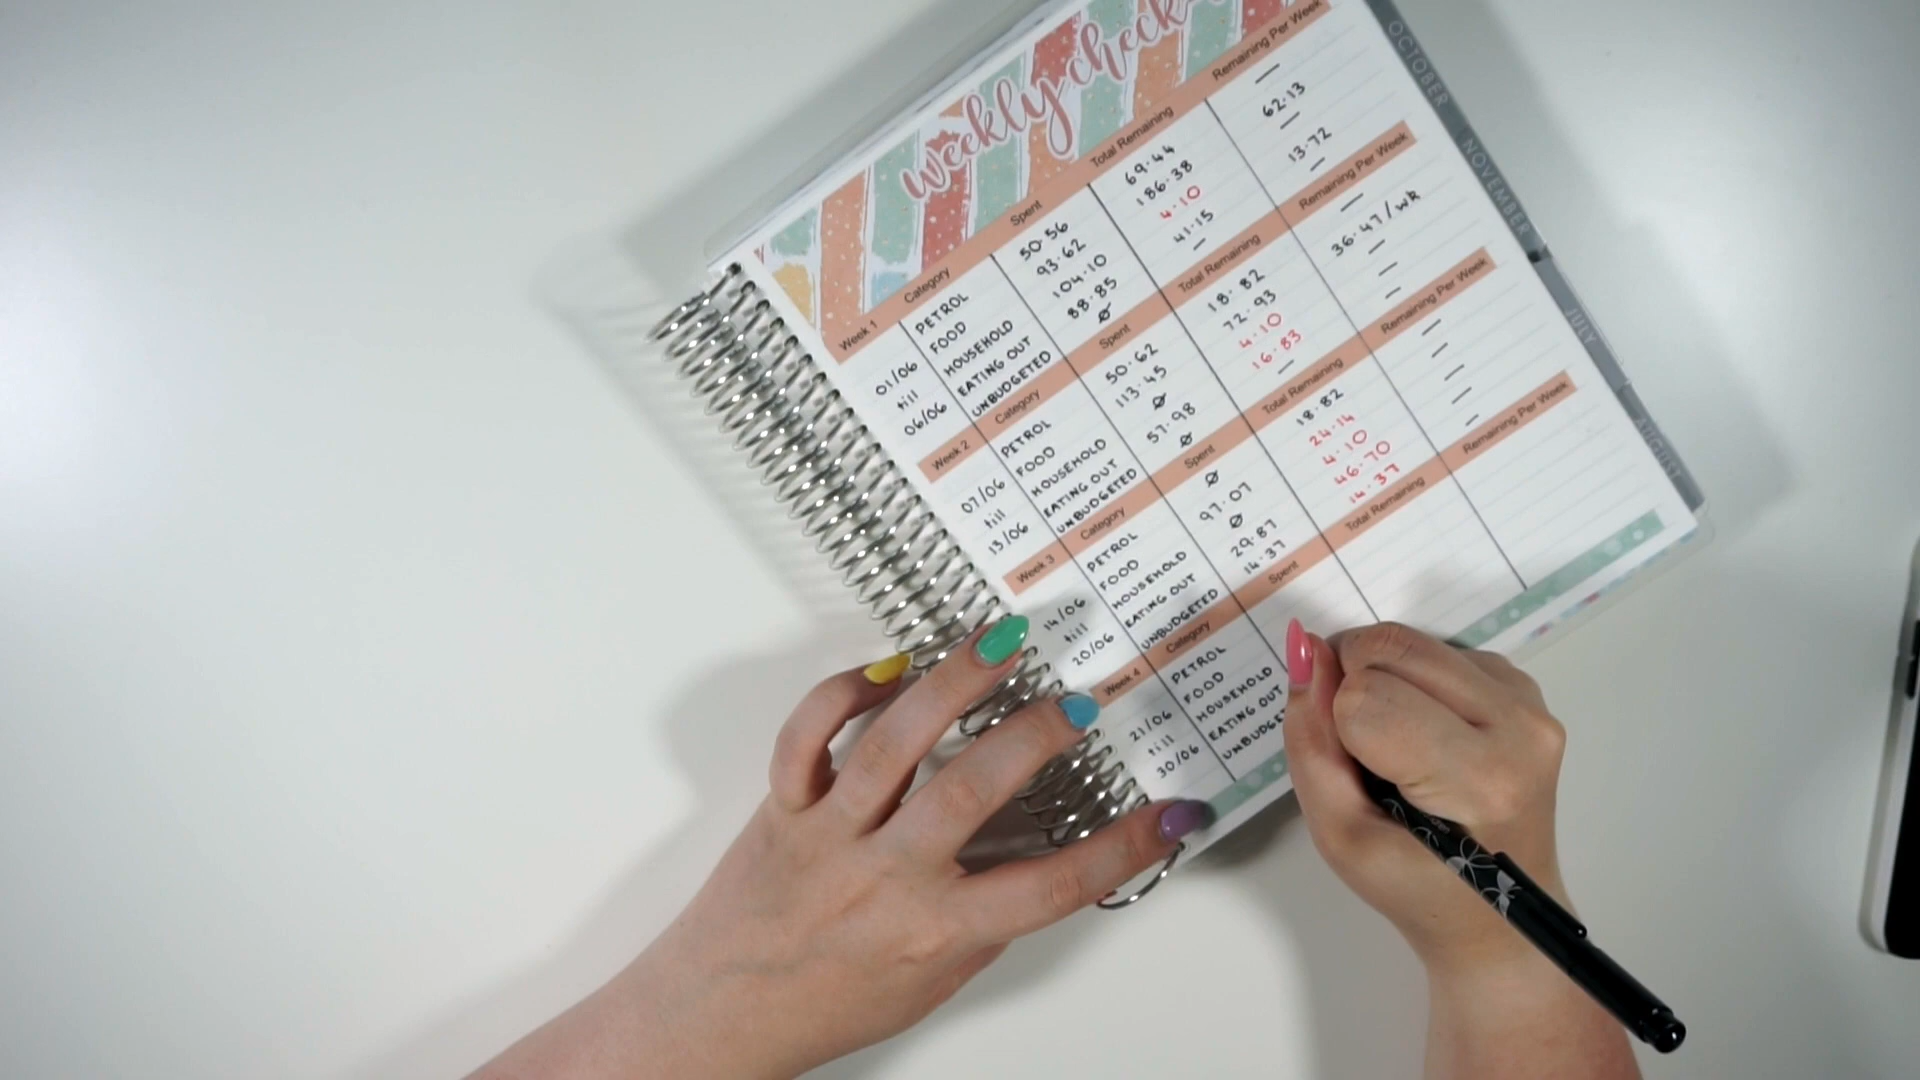 weekly check
Week 1 Category Spent Total Remaining Remaining Per Week
01/06 till 06/06
PETROL 50.56 69.44 —
FOOD 93.62 186.38 62.13
HOUSEHOLD 104.10 4.10 —
EATING OUT 88.85 41.15 13.72
UNBUDGETED ∅ — —
Week 2 Category Spent Total Remaining Remaining Per Week
07/06 till 13/06
PETROL 50.62 18.82 —
FOOD 113.45 72.93 36.47/wk
HOUSEHOLD ∅ 4.10 —
EATING OUT 57.98 16.83 —
UNBUDGETED ∅ — —
Week 3 Category Spent Total Remaining Remaining Per Week
14/06 till 20/06
PETROL ∅ 18.82 —
FOOD 97.07 24.14 —
HOUSEHOLD ∅ 4.10 —
EATING OUT 29.87 46.70 —
UNBUDGETED 14.37 14.37 —
Week 4 Category Spent Total Remaining Remaining Per Week
21/06 till 30/06
PETROL
FOOD
HOUSEHOLD
EATING OUT
UNBUDGE
OCTOBER
NOVEMBER
JULY
AUGUST